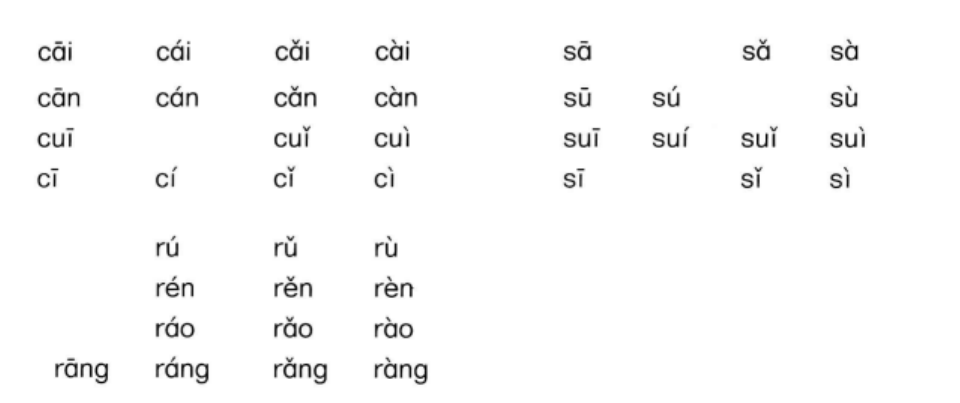 cāi cái cǎi cài sā sǎ sà
cān cán cǎn càn sū sú sù
cuī cuǐ cuì suī suí suǐ suì
cī cí cǐ cì sī sǐ sì
rú rǔ rù
rén rěn rèn
ráo rǎo rào
rāng ráng rǎng ràng